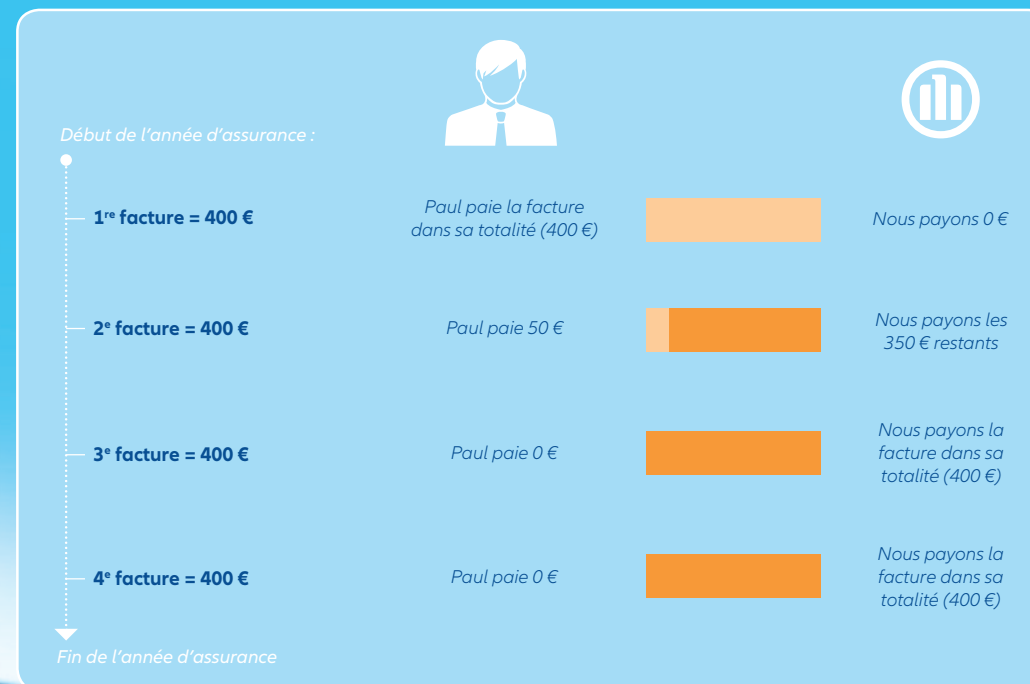 Début de l'année d'assurance :
1re facture = 400 €
Paul paie la facture
dans sa totalité (400 €)
Nous payons 0 €
2e facture = 400 €
Paul paie 50 €
Nous payons les
350 € restants
3e facture = 400 €
Paul paie 0 €
Nous payons la
facture dans sa
totalité (400 €)
4e facture = 400 €
Paul paie 0 €
Nous payons la
facture dans sa
totalité (400 €)
Fin de l'année d'assurance